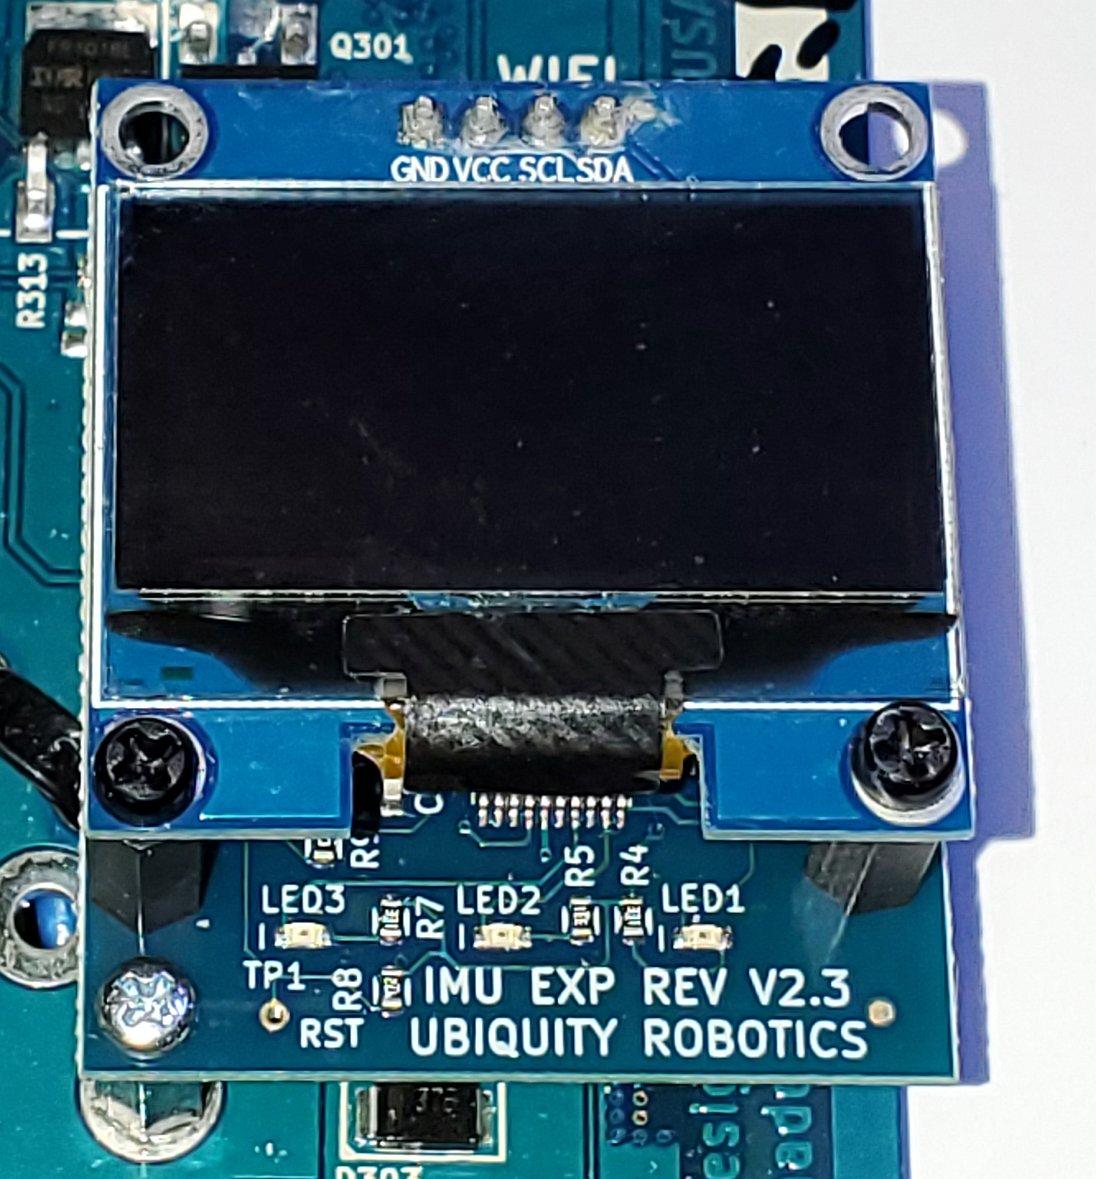 Q301
WIFI
USA
GND VCC SCL SDA
R313
LED3
R7
LED2
R5
R4
LED1
TP1
R8
IMU EXP REV V2.3
RST
UBIQUITY ROBOTICS